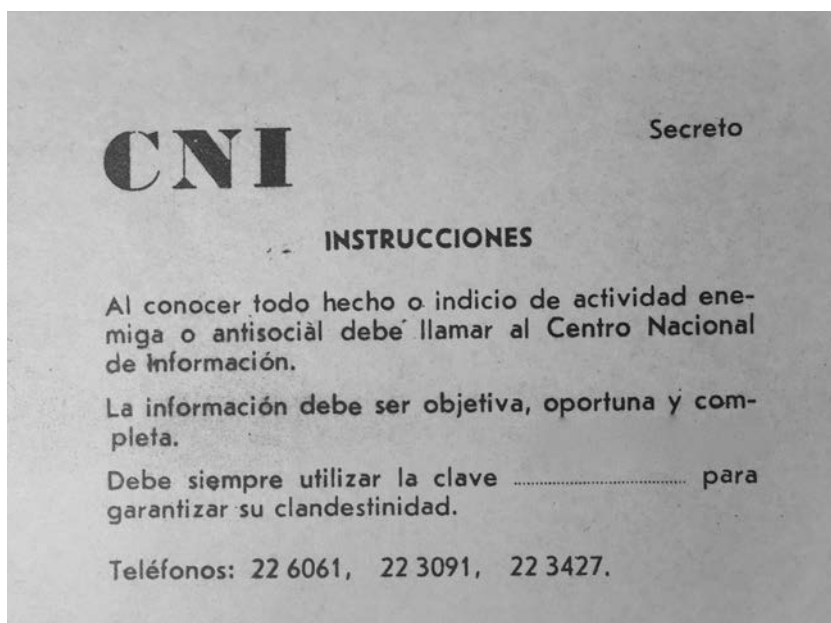 Secreto
CNI
INSTRUCCIONES
Al conocer todo hecho o indicio de actividad ene-
miga o antisocial debe llamar al Centro Nacional
de Información.
La información debe ser objetiva, oportuna y com-
pleta.
Debe siempre utilizar la clave ........................ para
garantizar su clandestinidad.
Teléfonos: 22 6061, 22 3091, 22 3427.